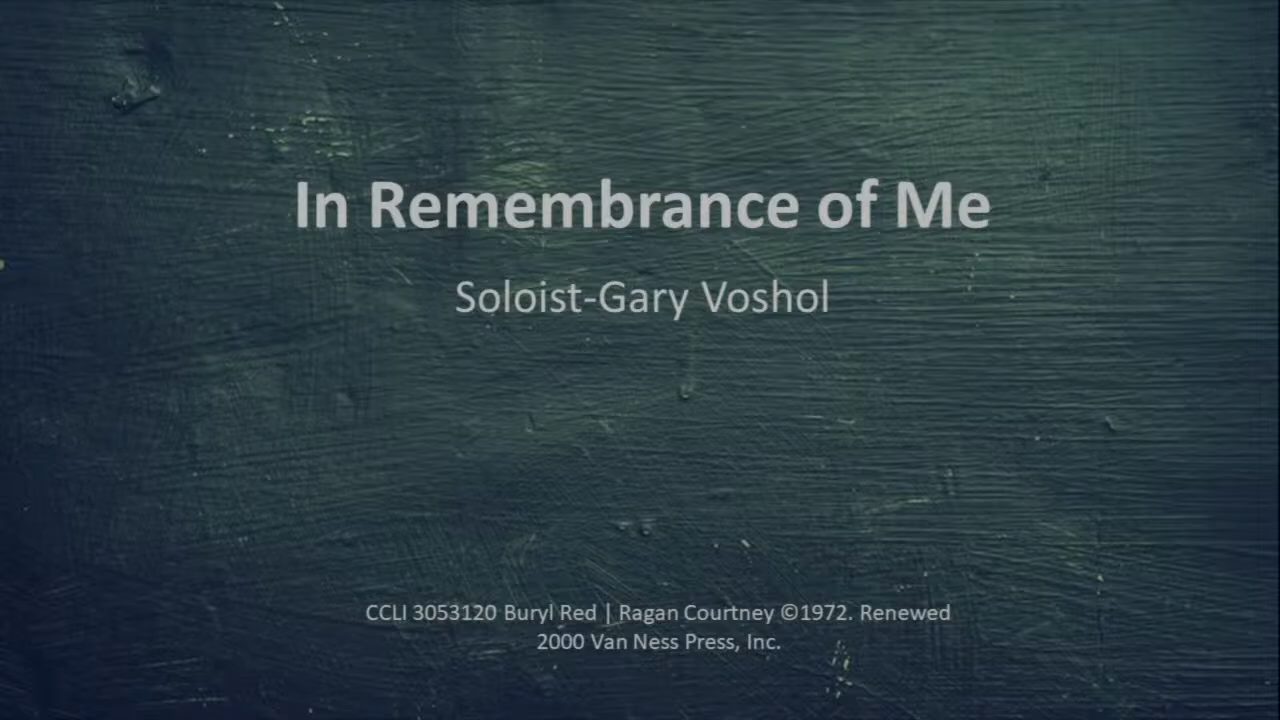 In Remembrance of Me
Soloist-Gary Voshol
CCLI 3053120 Buryl Red | Ragan Courtney ©1972. Renewed
2000 Van Ness Press, Inc.